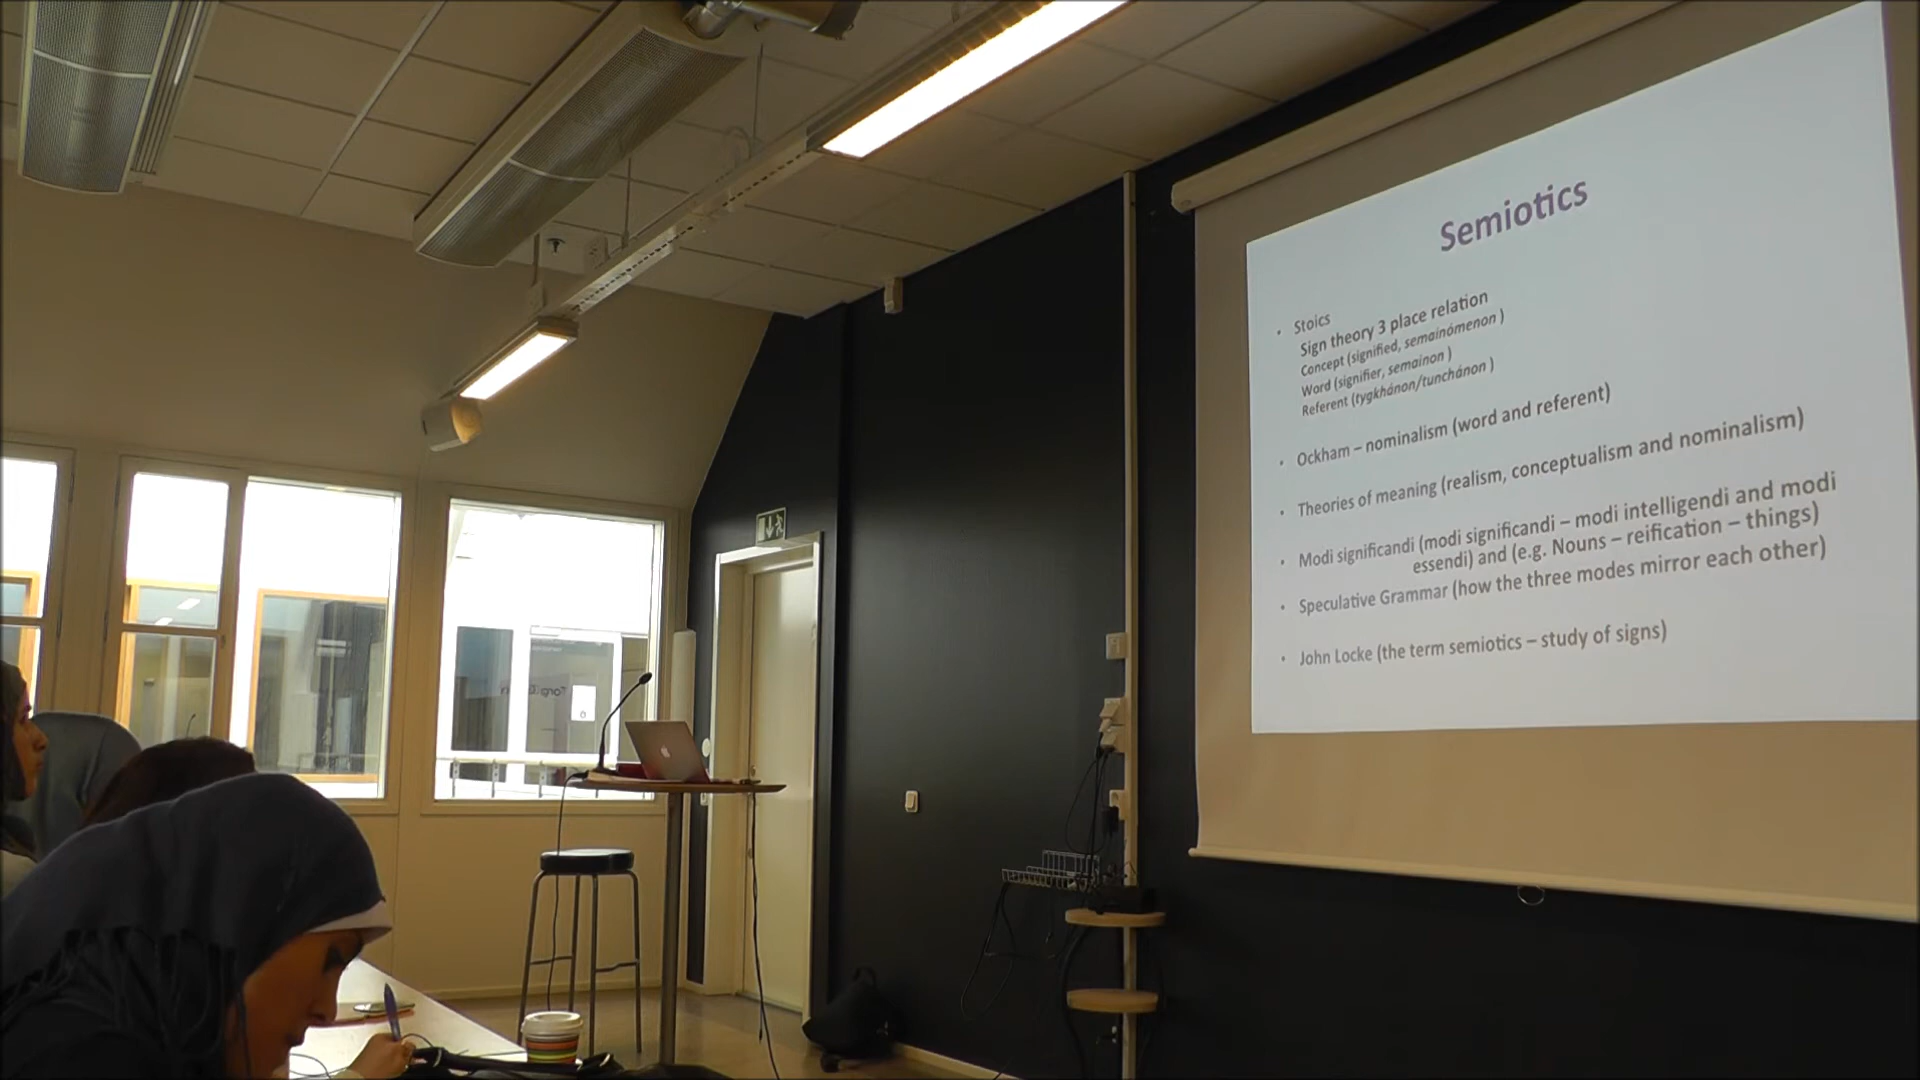 Semiotics
• Stoics
Sign theory 3 place relation
Concept (signified, semainómenon )
Word (signifier, semainon )
Referent (tygkhánon/tunchánon )
• Ockham – nominalism (word and referent)
• Theories of meaning (realism, conceptualism and nominalism)
• Modi significandi (modi significandi – modi intelligendi and modi
essendi) and (e.g. Nouns – reification – things)
• Speculative Grammar (how the three modes mirror each other)
• John Locke (the term semiotics – study of signs)